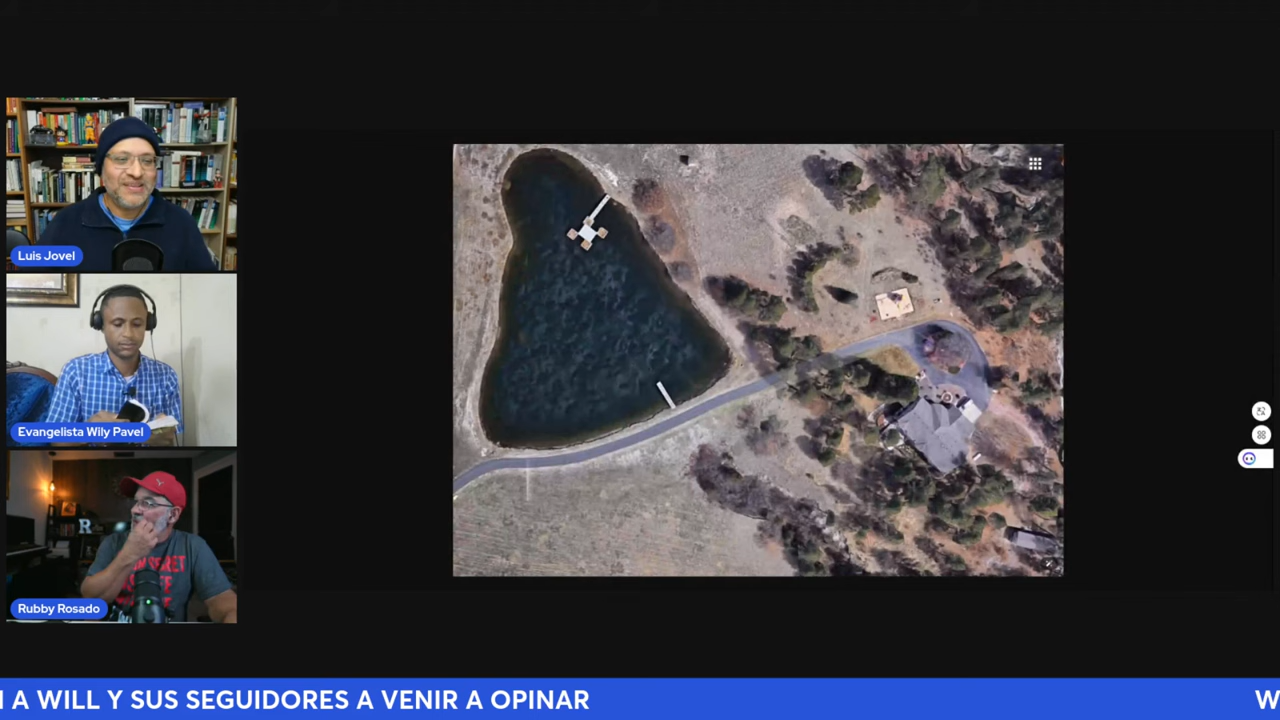 Luis Jovel
Evangelista Wily Pavel
R
Rubby Rosado
A WILL Y SUS SEGUIDORES A VENIR A OPINAR